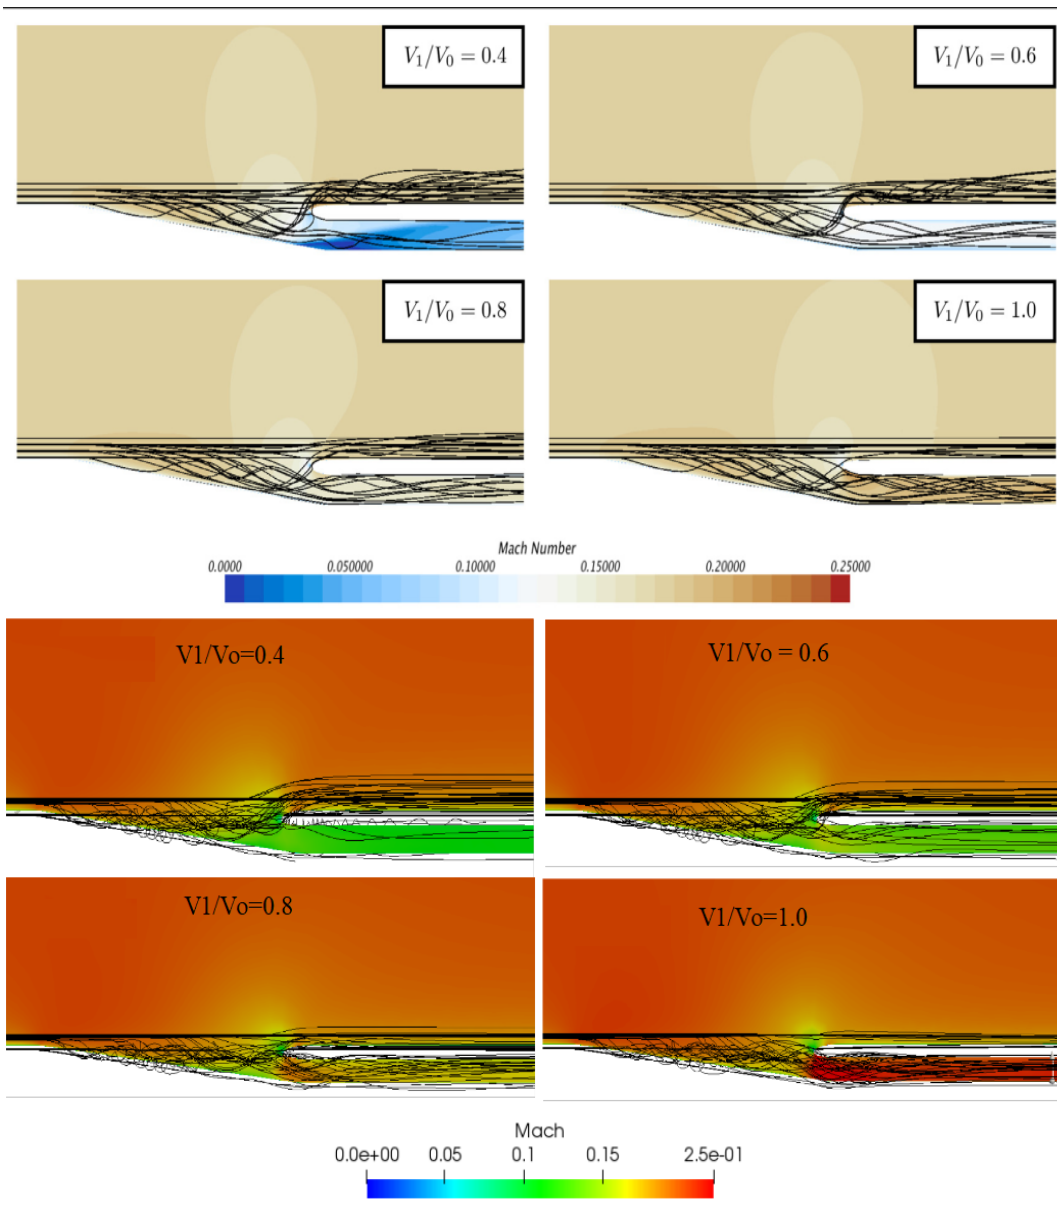 V₁/V₀ = 0.4
V₁/V₀ = 0.6
V₁/V₀ = 0.8
V₁/V₀ = 1.0
Mach Number
0.0000 0.050000 0.10000 0.15000 0.20000 0.25000
V1/Vo=0.4
V1/Vo = 0.6
V1/Vo=0.8
V1/Vo=1.0
Mach
0.0e+00 0.05 0.1 0.15 2.5e-01